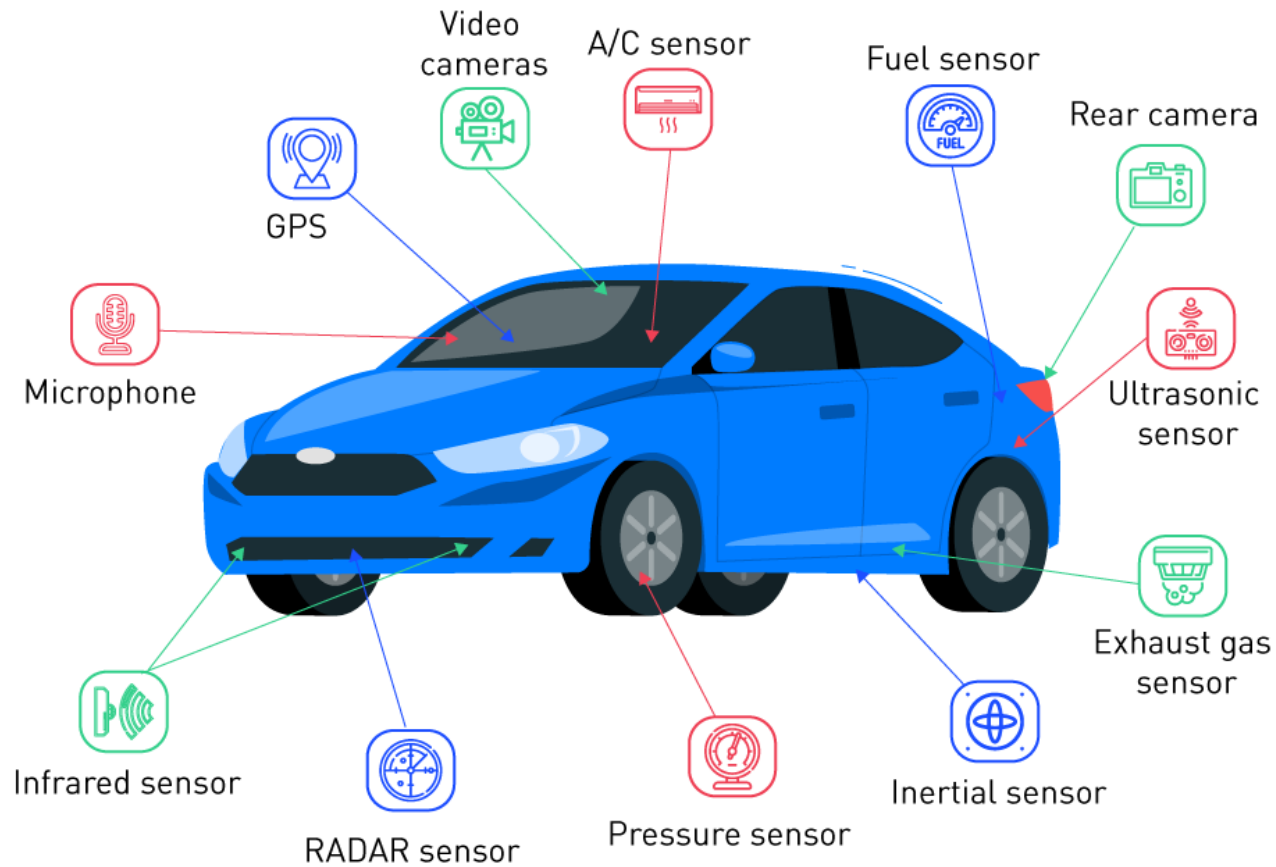 Video
cameras
A/C sensor
Fuel sensor
Rear camera
FUEL
GPS
Microphone
Ultrasonic
sensor
Exhaust gas
sensor
Infrared sensor
Inertial sensor
Pressure sensor
RADAR sensor